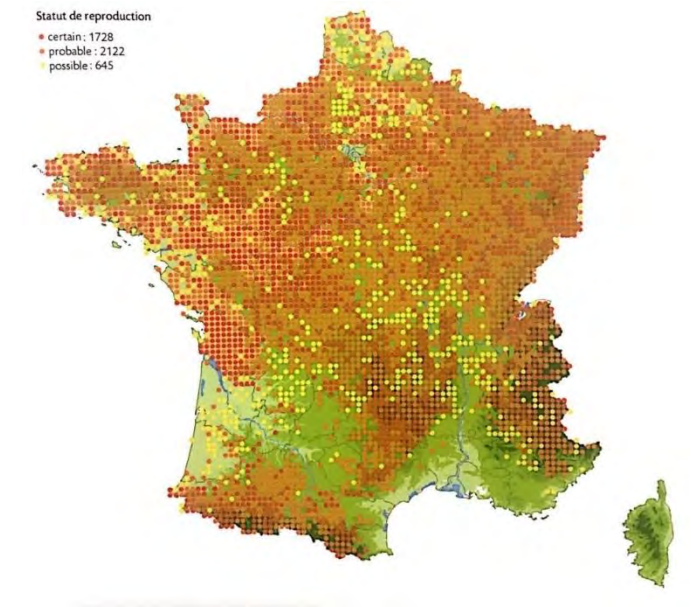 Statut de reproduction
certain : 1728
probable : 2122
possible : 645